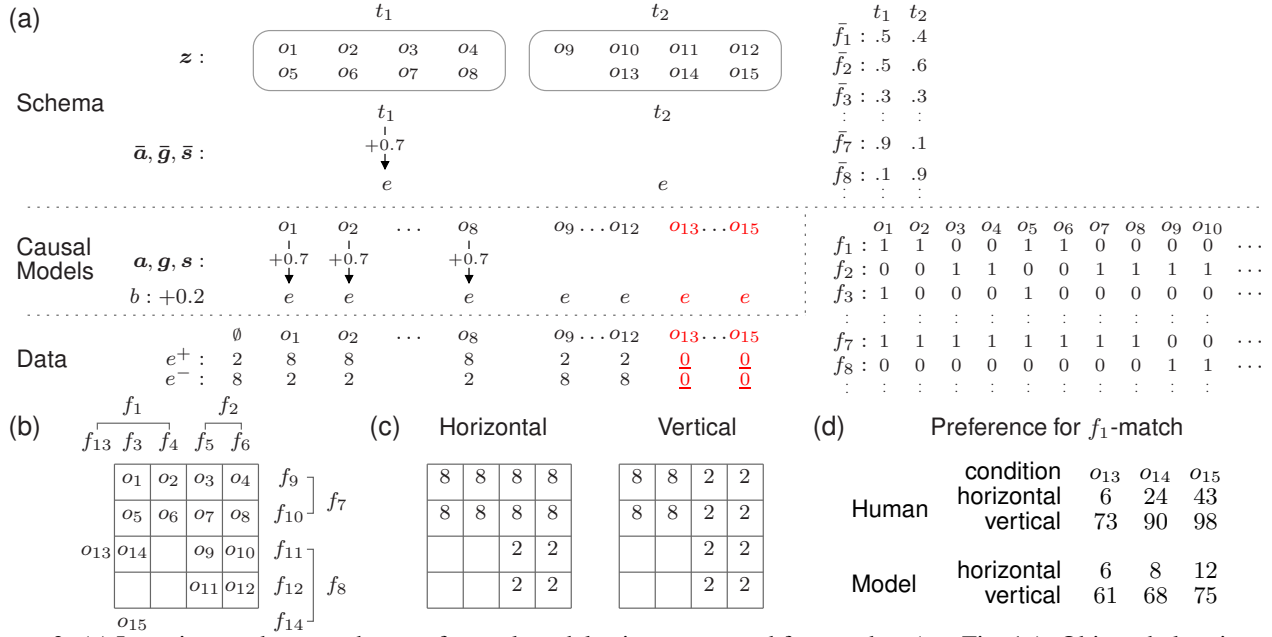 (a)
t₁ t₂ t₁ t₂
z : o₁ o₂ o₃ o₄ o₉ o₁₀ o₁₁ o₁₂ f̄₁ : .5 .4
o₅ o₆ o₇ o₈ o₁₃ o₁₄ o₁₅ f̄₂ : .5 .6
Schema
f̄₃ : .3 .3
t₁ t₂ : : :
ā, ḡ, s̄ : +0.7 f̄₇ : .9 .1
e e f̄₈ : .1 .9
: : :
Causal Models
o₁ o₂ ... o₈ o₉ ... o₁₂ o₁₃ ... o₁₅
a, g, s : +0.7 +0.7 +0.7
b : +0.2 e e e e e e e
o₁ o₂ o₃ o₄ o₅ o₆ o₇ o₈ o₉ o₁₀
f₁ : 1 1 0 0 1 1 0 0 0 0 ...
f₂ : 0 0 1 1 0 0 1 1 1 1 ...
f₃ : 1 0 0 0 1 0 0 0 0 0 ...
: : : : : : : : : : :
f₇ : 1 1 1 1 1 1 1 1 0 0 ...
f₈ : 0 0 0 0 0 0 0 0 1 1 ...
: : : : : : : : : : :
Data
∅ o₁ o₂ ... o₈ o₉ ... o₁₂ o₁₃ ... o₁₅
e⁺ : 2 8 8 8 2 2 0 0
e⁻ : 8 2 2 2 8 8 0 0
(b)
f₁ f₂
f₁₃ f₃ f₄ f₅ f₆
o₁ o₂ o₃ o₄ f₉
f₇
o₅ o₆ o₇ o₈ f₁₀
o₁₃ o₁₄ o₉ o₁₀ f₁₁
o₁₁ o₁₂ f₁₂ f₈
o₁₅ f₁₄
(c)
Horizontal
8 8 8 8
8 8 8 8
2 2
2 2
Vertical
8 8 2 2
8 8 2 2
2 2
2 2
(d)
Preference for f₁-match
condition o₁₃ o₁₄ o₁₅
Human
horizontal 6 24 43
vertical 73 90 98
Model
horizontal 6 8 12
vertical 61 68 75